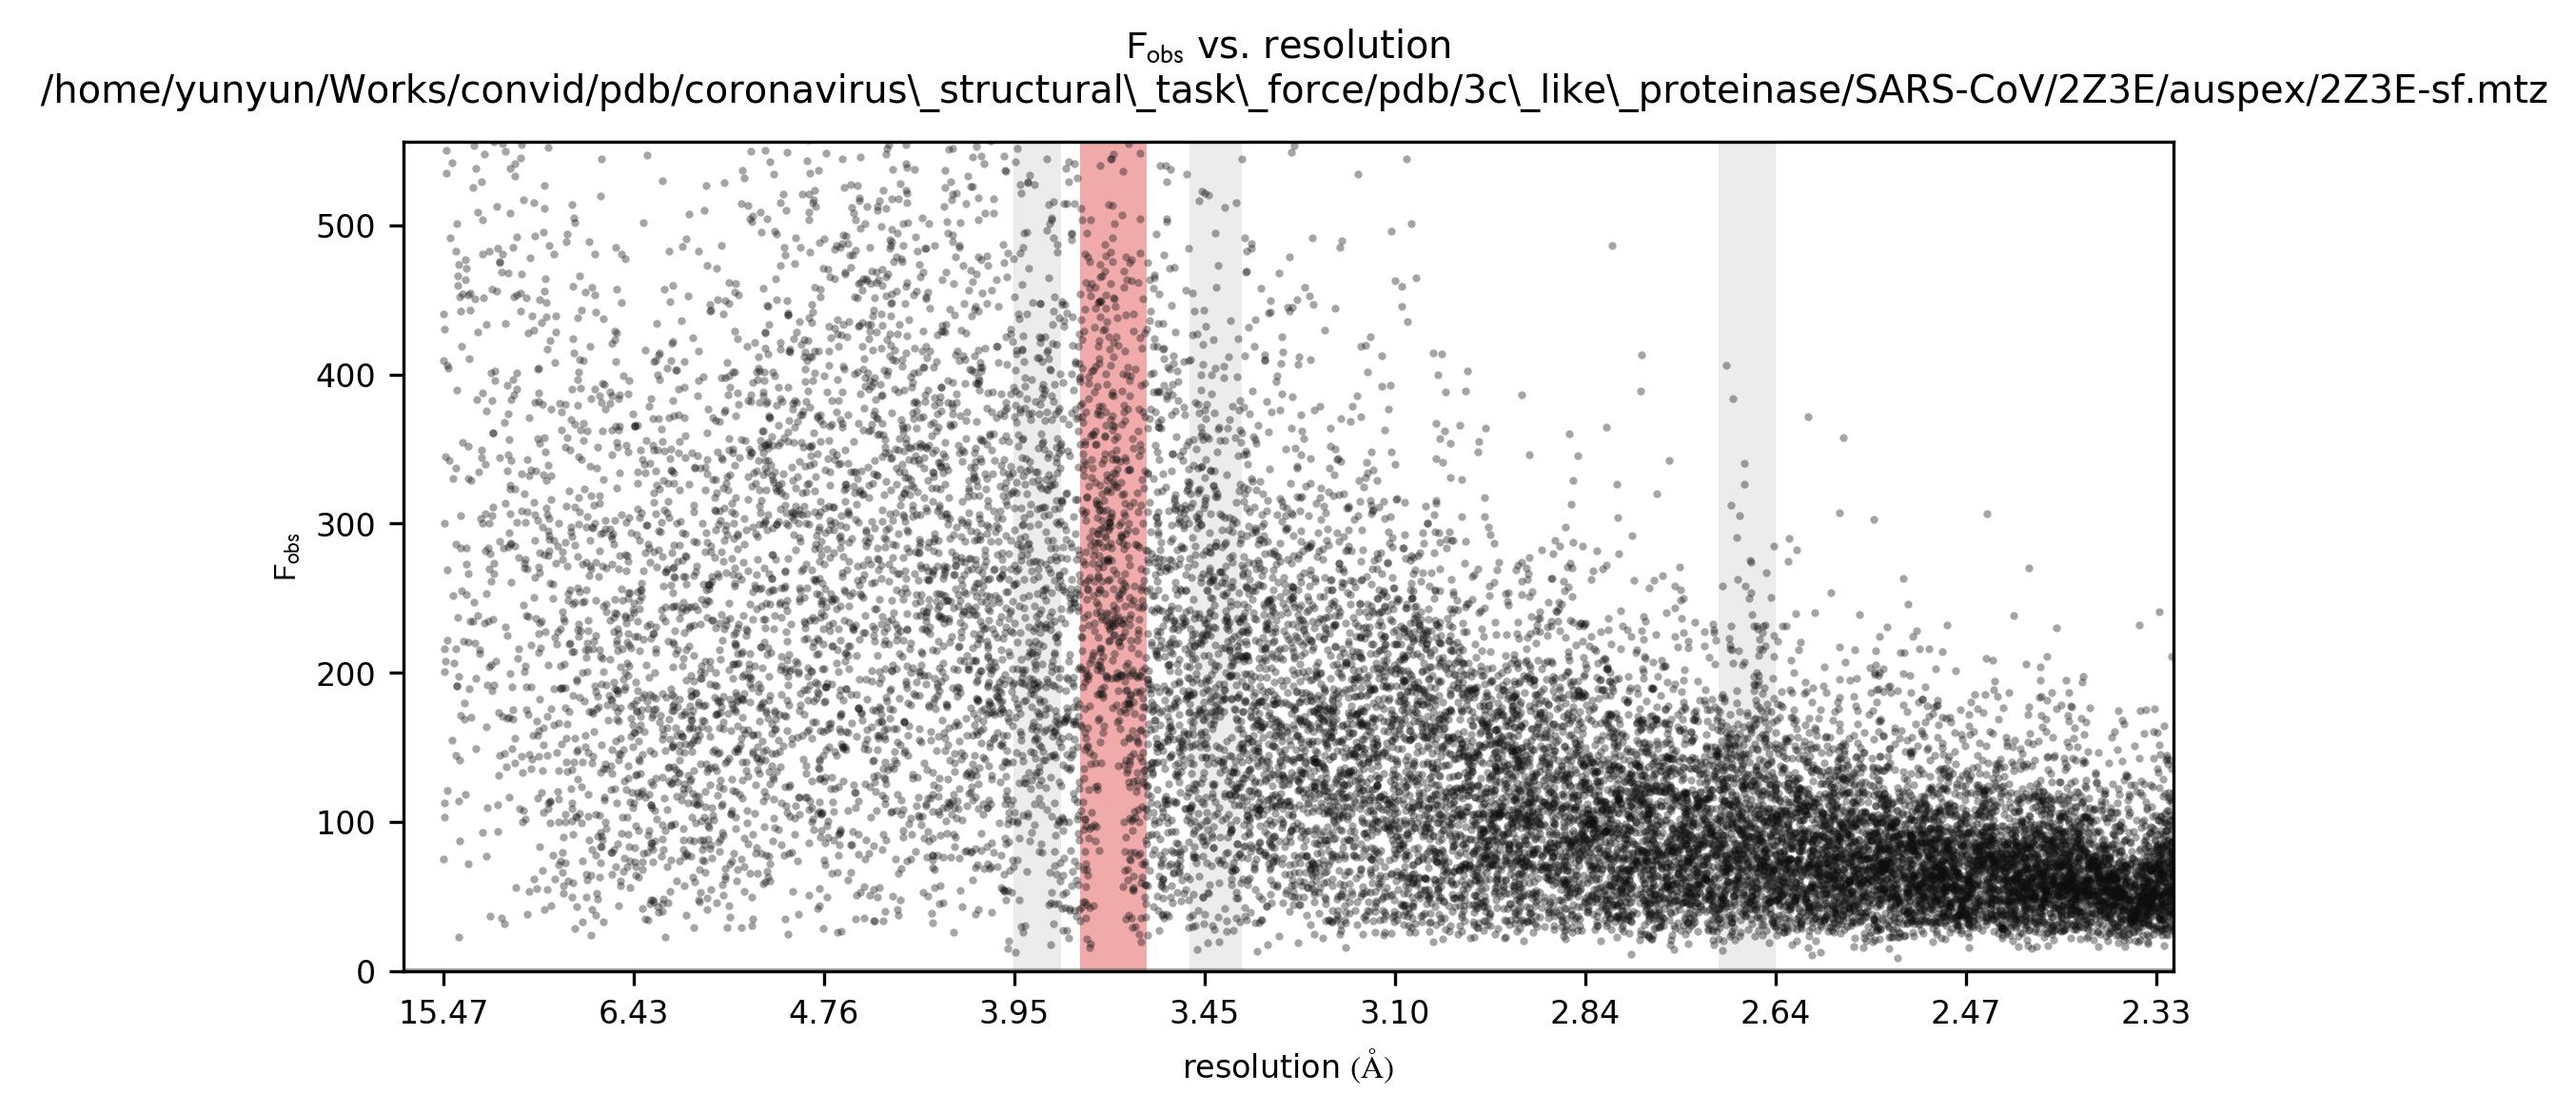 Fobs vs. resolution
/home/yunyun/Works/convid/pdb/coronavirus\_structural\_task\_force/pdb/3c\_like\_proteinase/SARS-CoV/2Z3E/auspex/2Z3E-sf.mtz
500
400
300
200
100
0
Fobs
15.47 6.43 4.76 3.95 3.45 3.10 2.84 2.64 2.47 2.33
resolution (Å)